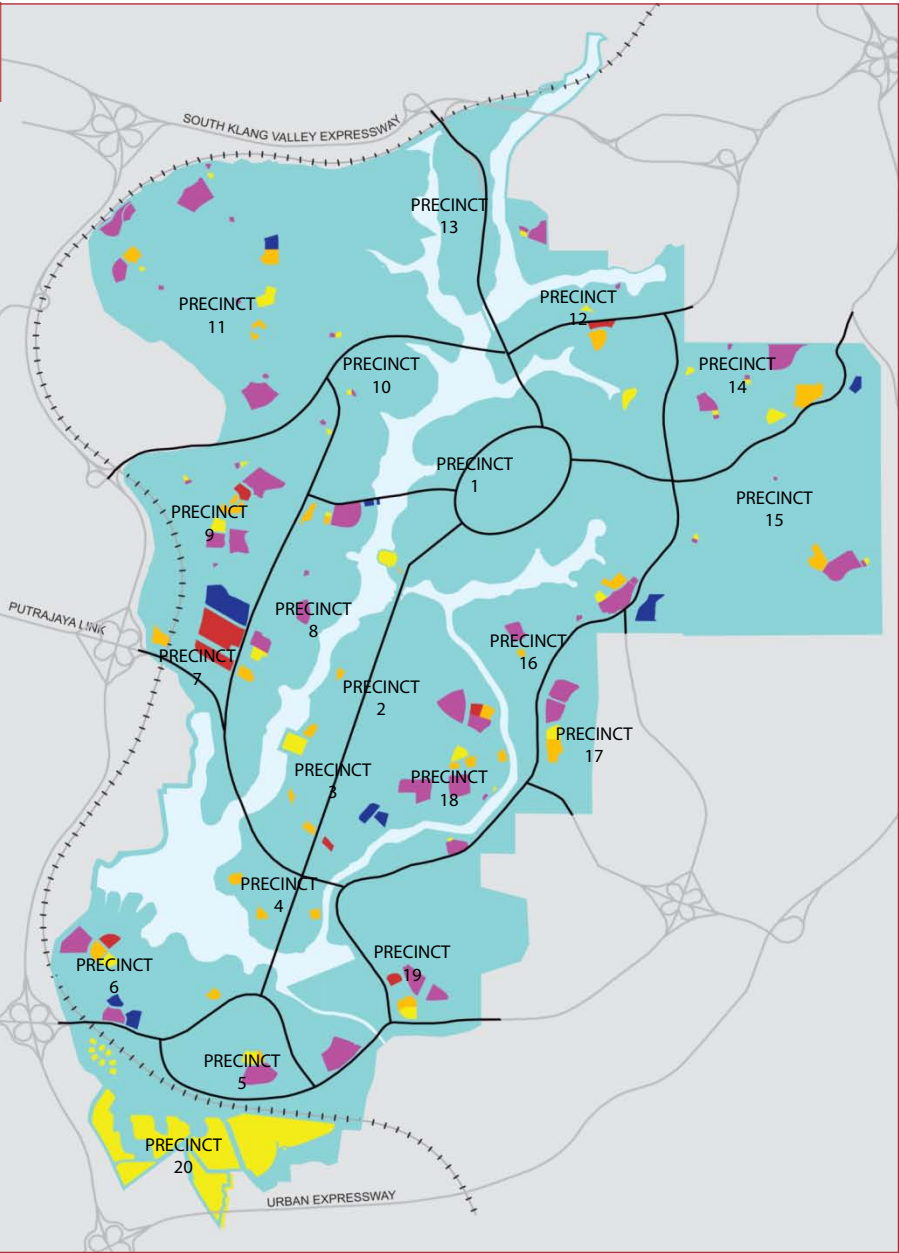 SOUTH KLANG VALLEY EXPRESSWAY
PRECINCT
13
PRECINCT
11
PRECINCT
12
PRECINCT
10
PRECINCT
14
PRECINCT
1
PRECINCT
15
PRECINCT
9
PUTRAJAYA LINK
PRECINCT
8
PRECINCT
16
PRECINCT
7
PRECINCT
2
PRECINCT
17
PRECINCT
3
PRECINCT
18
PRECINCT
4
PRECINCT
19
PRECINCT
6
PRECINCT
5
PRECINCT
20
URBAN EXPRESSWAY